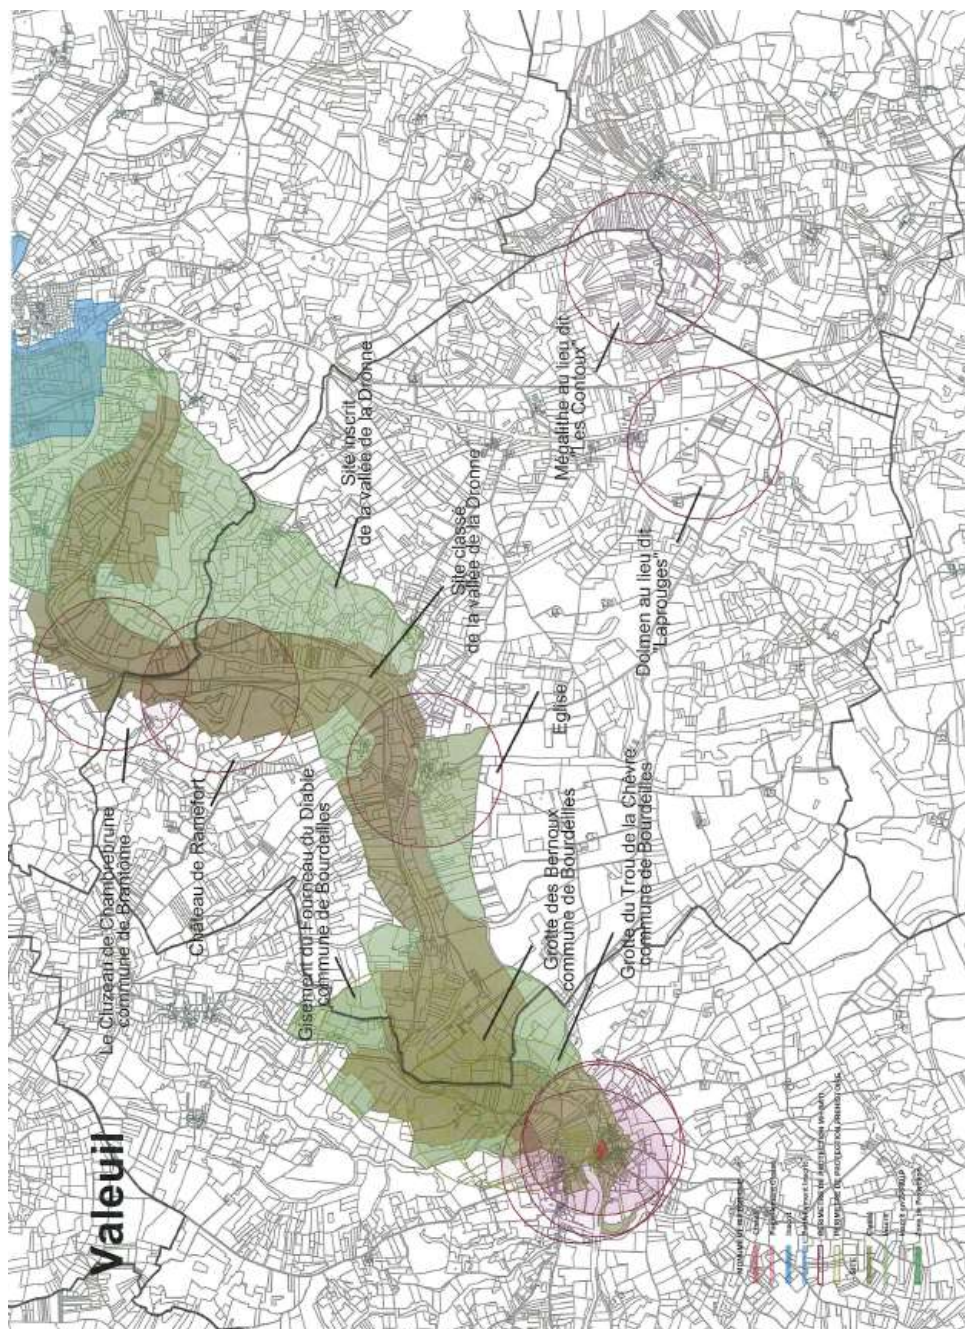 Valeuil
Le Cluzeau de Chamdreprune
commune de Brantôme
Château de Ramefort
Gisement du Fourneau du Diable
commune de Bourdeilles
Site inscrit
de la vallée de la Dronne
Site classé
de la vallée de la Dronne
Eglise
Grotte des Bernoux
commune de Bourdeilles
Grotte du Trou de la Chèvre
commune de Bourdeilles
Mégalithe au lieu dit
"Les Contoux"
Dolmen au lieu dit
"Laprouges"